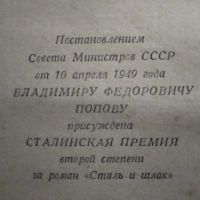 Постановлением
Совета Министров СССР
от 10 апреля 1949 года
ВЛАДИМИРУ ФЕДОРОВИЧУ
ПОПОВУ
присуждена
СТАЛИНСКАЯ ПРЕМИЯ
второй степени
за роман «Сталь и шлак»